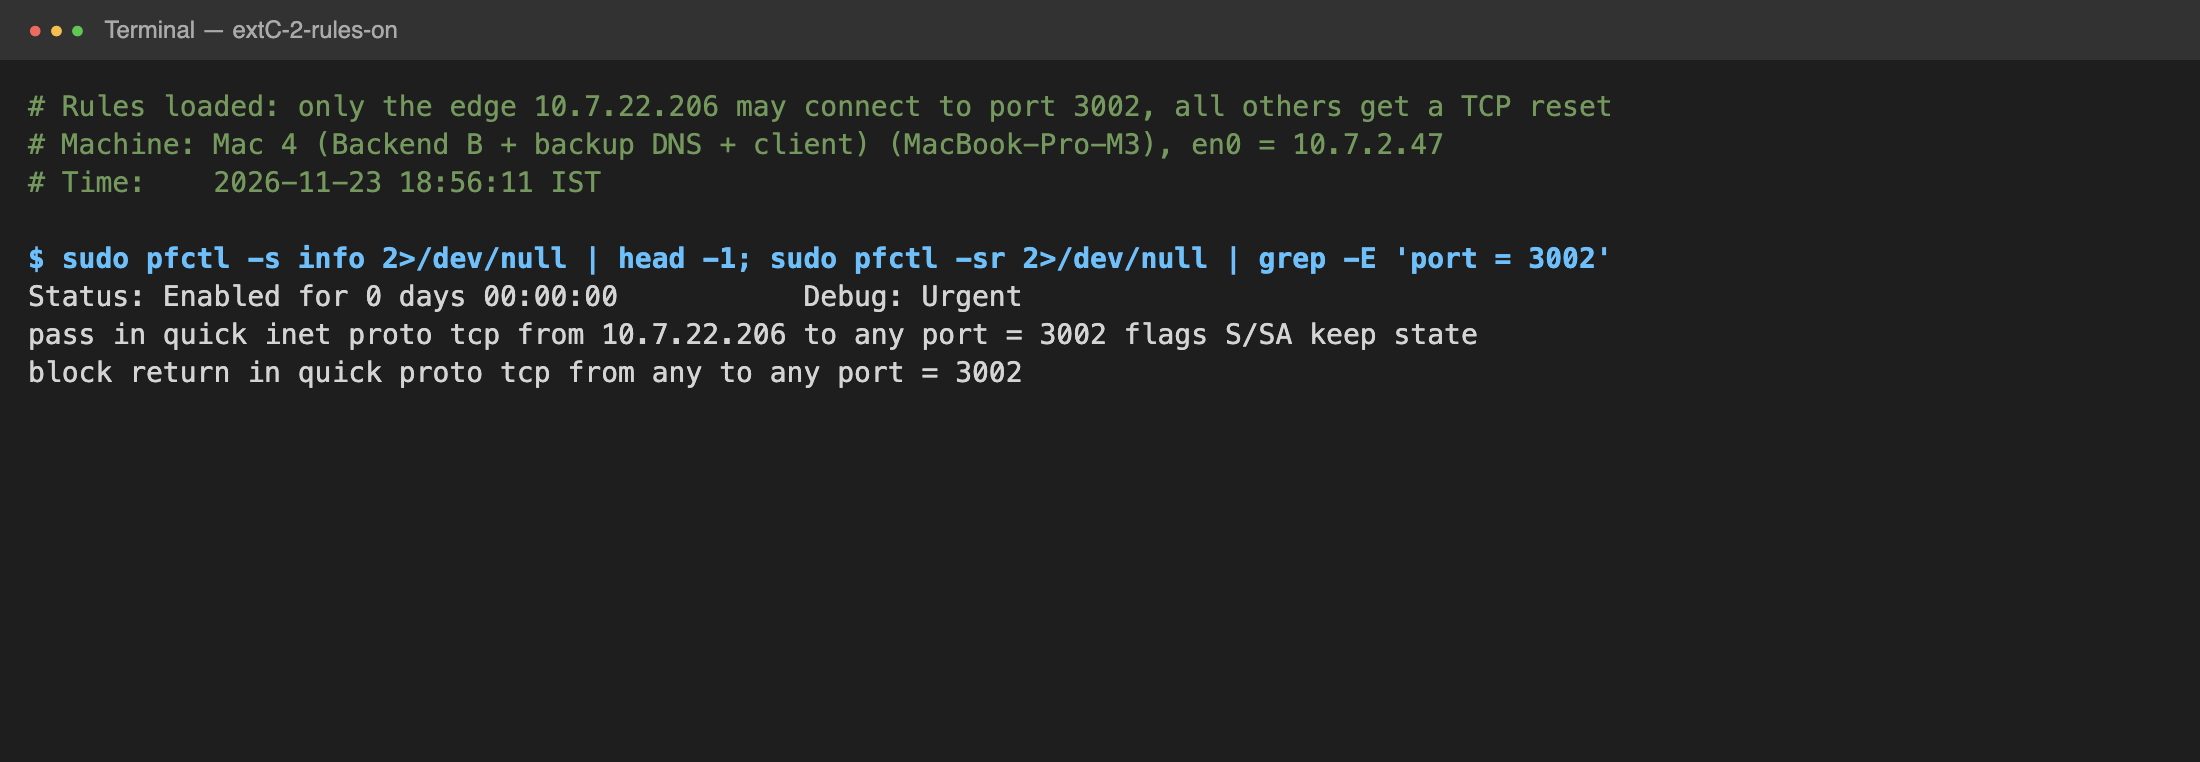 Terminal — extC-2-rules-on
# Rules loaded: only the edge 10.7.22.206 may connect to port 3002, all others get a TCP reset
# Machine: Mac 4 (Backend B + backup DNS + client) (MacBook-Pro-M3), en0 = 10.7.2.47
# Time:    2026-11-23 18:56:11 IST
$ sudo pfctl -s info 2>/dev/null | head -1; sudo pfctl -sr 2>/dev/null | grep -E 'port = 3002'
Status: Enabled for 0 days 00:00:00           Debug: Urgent
pass in quick inet proto tcp from 10.7.22.206 to any port = 3002 flags S/SA keep state
block return in quick proto tcp from any to any port = 3002